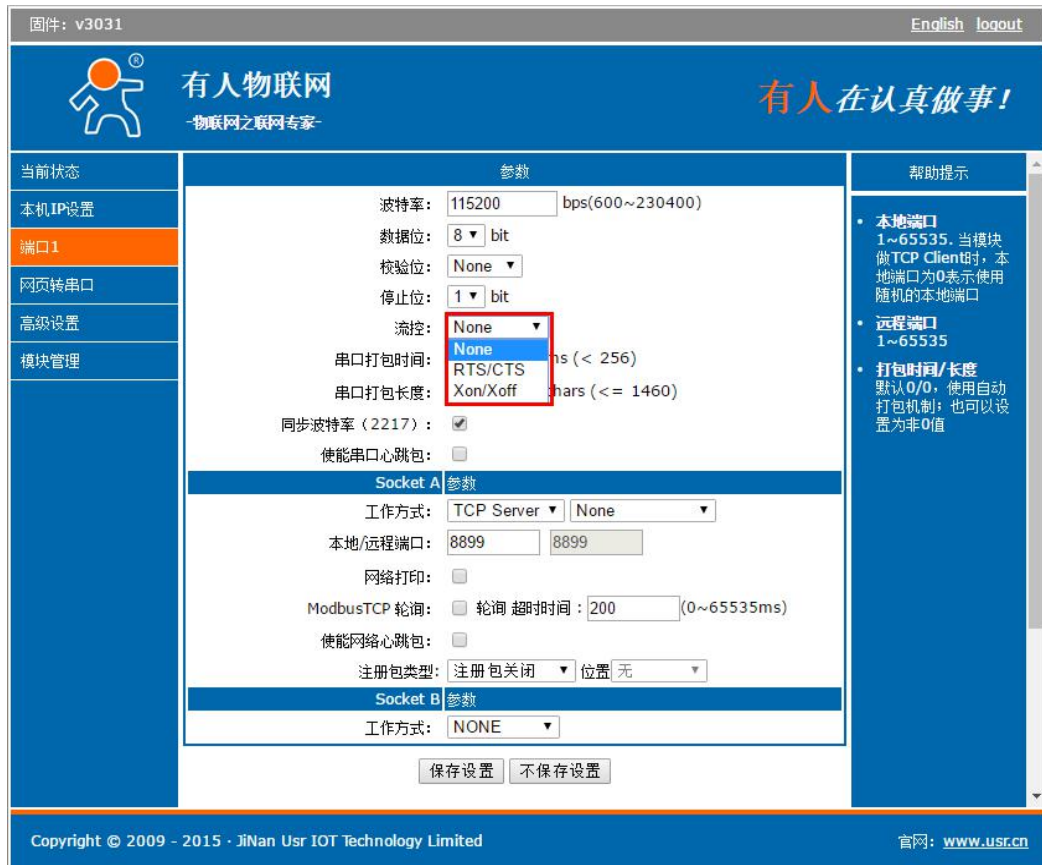 固件: v3031
English logout
®
有人物联网
-物联网之联网专家-
有人在认真做事!
当前状态
本机IP设置
端口1
网页转串口
高级设置
模块管理
参数
波特率: 115200 bps(600~230400)
数据位: 8 bit
校验位: None
停止位: 1 bit
流控: None
None
RTS/CTS
Xon/Xoff
串口打包时间: ms (< 256)
串口打包长度: chars (<= 1460)
同步波特率（2217）:
使能串口心跳包:
Socket A 参数
工作方式: TCP Server None
本地/远程端口: 8899 8899
网络打印:
ModbusTCP 轮询: 轮询 超时时间: 200 (0~65535ms)
使能网络心跳包:
注册包类型: 注册包关闭 位置 无
Socket B 参数
工作方式: NONE
保存设置 不保存设置
帮助提示
• 本地端口
1~65535. 当模块
做TCP Client时，本
地端口为0表示使用
随机的本地端口
• 远程端口
1~65535
• 打包时间/长度
默认0/0，使用自动
打包机制；也可以设
置为非0值
Copyright © 2009 - 2015 · JiNan Usr IOT Technology Limited
官网: www.usr.cn